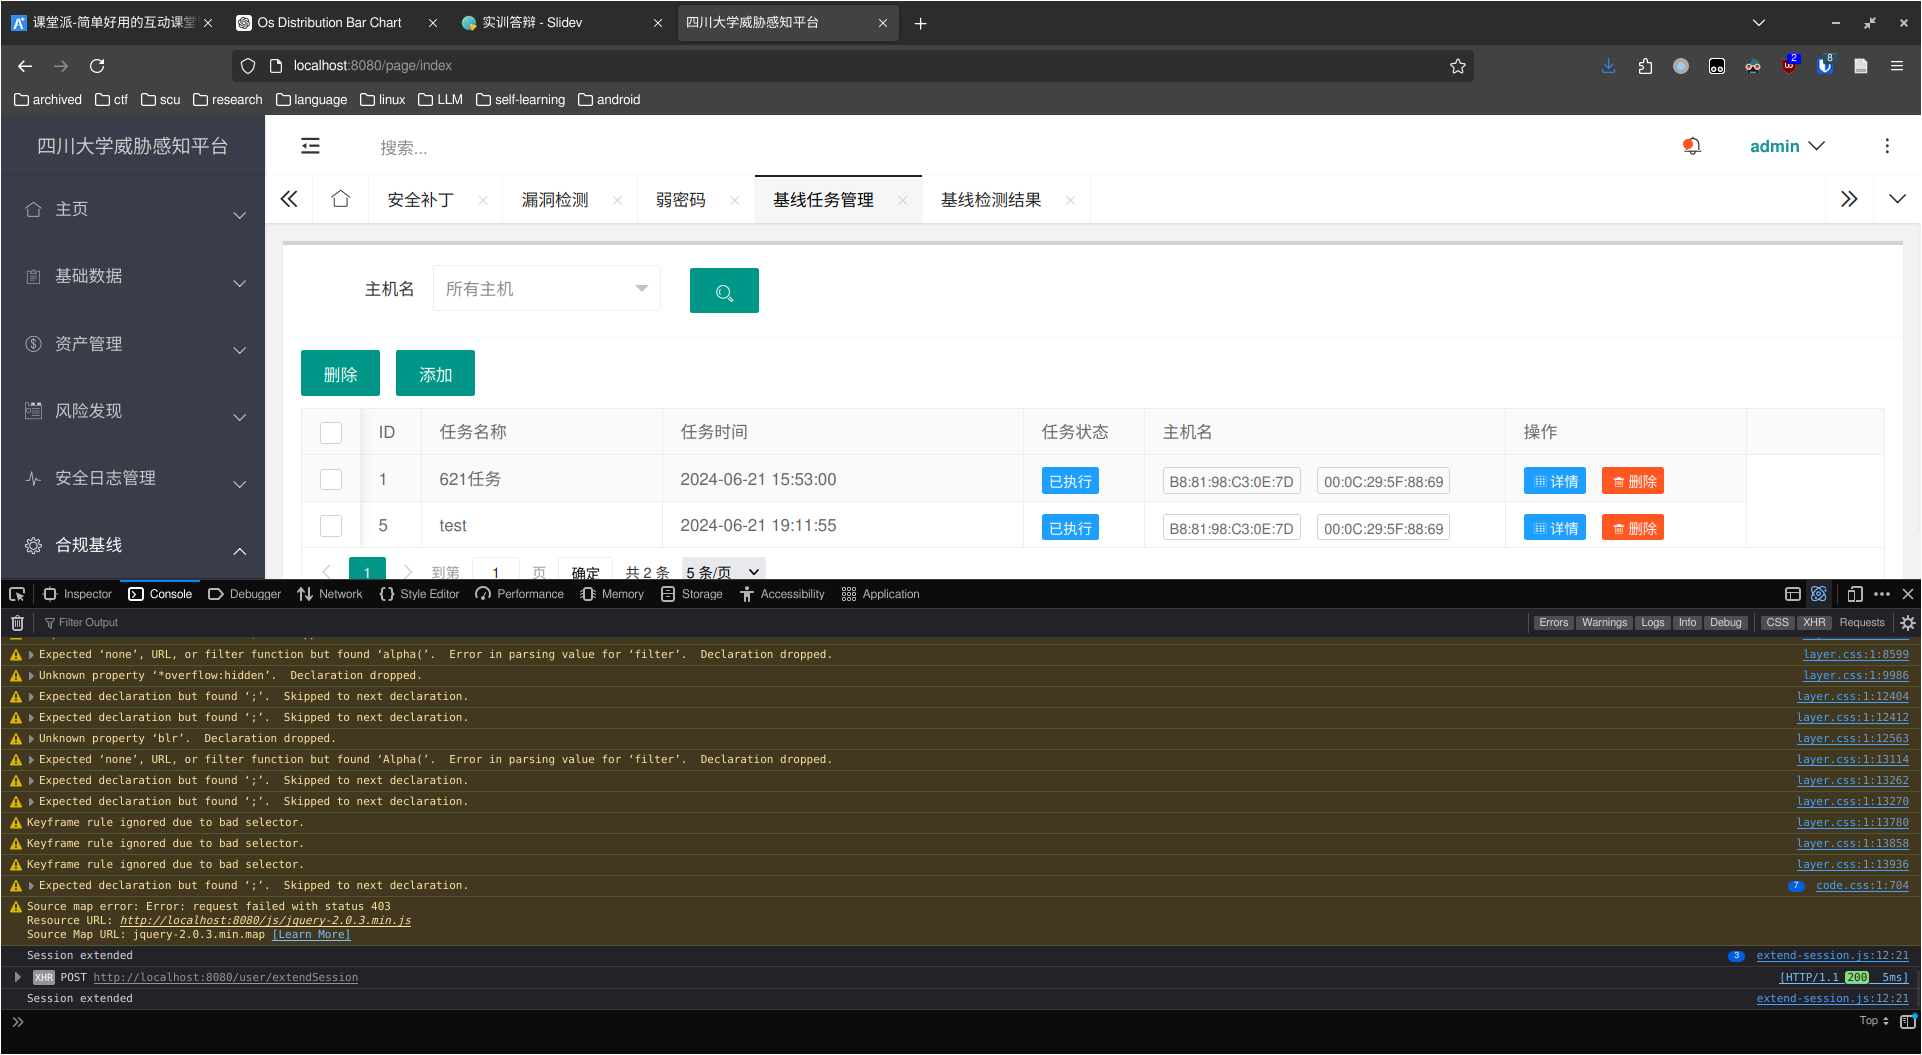 课堂派-简单好用的互动课堂
Os Distribution Bar Chart
实训答辩 - Slidev
四川大学威胁感知平台
localhost:8080/page/index
2
8
archived
ctf
scu
research
language
linux
LLM
self-learning
android
四川大学威胁感知平台
搜索...
admin
主页
基础数据
资产管理
风险发现
安全日志管理
合规基线
安全补丁
漏洞检测
弱密码
基线任务管理
基线检测结果
主机名
所有主机
删除
添加
ID 任务名称 任务时间 任务状态 主机名 操作
1 621任务 2024-06-21 15:53:00 已执行 B8:81:98:C3:0E:7D 00:0C:29:5F:88:69 详情 删除
5 test 2024-06-21 19:11:55 已执行 B8:81:98:C3:0E:7D 00:0C:29:5F:88:69 详情 删除
1 到第 1 页 确定 共 2 条 5 条/页
Inspector Console Debugger Network Style Editor Performance Memory Storage Accessibility Application
Filter Output
Errors Warnings Logs Info Debug CSS XHR Requests
Expected ‘none’, URL, or filter function but found ‘alpha(’.  Error in parsing value for ‘filter’.  Declaration dropped. layer.css:1:8599
Unknown property ‘*overflow:hidden’.  Declaration dropped. layer.css:1:9986
Expected declaration but found ‘;’.  Skipped to next declaration. layer.css:1:12404
Expected declaration but found ‘;’.  Skipped to next declaration. layer.css:1:12412
Unknown property ‘blr’.  Declaration dropped. layer.css:1:12563
Expected ‘none’, URL, or filter function but found ‘Alpha(’.  Error in parsing value for ‘filter’.  Declaration dropped. layer.css:1:13114
Expected declaration but found ‘;’.  Skipped to next declaration. layer.css:1:13262
Expected declaration but found ‘;’.  Skipped to next declaration. layer.css:1:13270
Keyframe rule ignored due to bad selector. layer.css:1:13780
Keyframe rule ignored due to bad selector. layer.css:1:13858
Keyframe rule ignored due to bad selector. layer.css:1:13936
Expected declaration but found ‘;’.  Skipped to next declaration. 7 code.css:1:704
Source map error: Error: request failed with status 403
Resource URL: http://localhost:8080/js/jquery-2.0.3.min.js
Source Map URL: jquery-2.0.3.min.map [Learn More]
Session extended 3 extend-session.js:12:21
XHR POST http://localhost:8080/user/extendSession [HTTP/1.1 200 5ms]
Session extended extend-session.js:12:21
Top